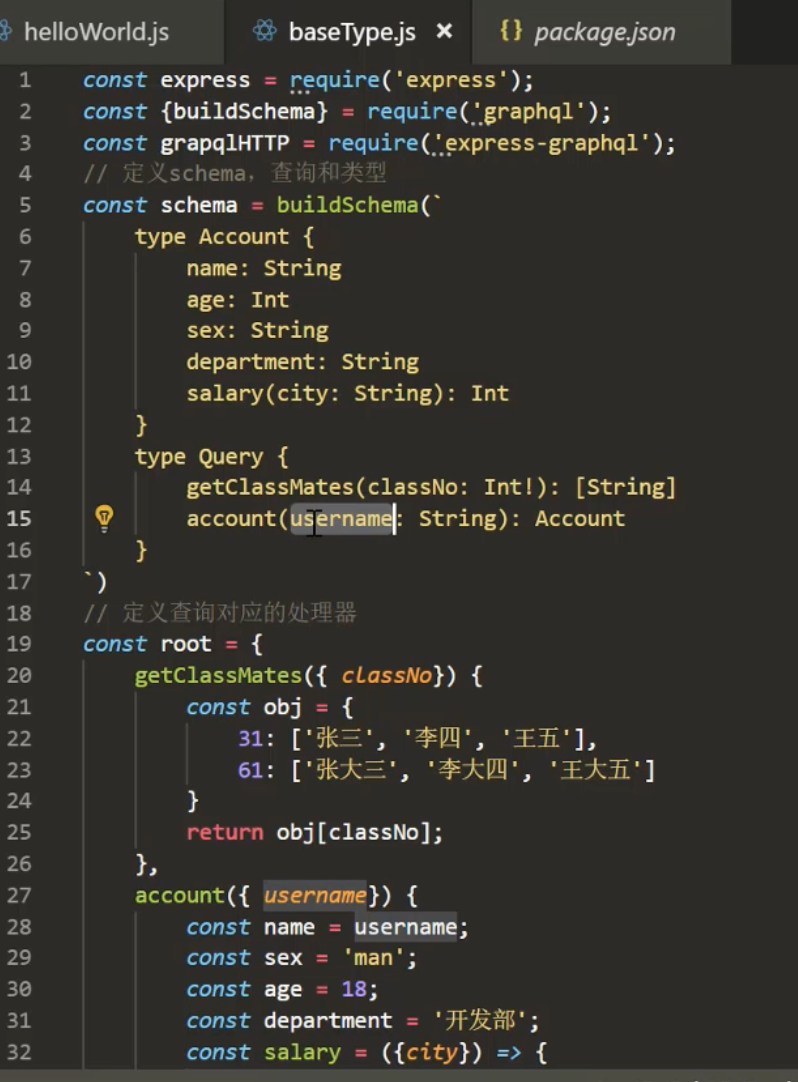 helloWorld.js baseType.js × {} package.json
1 const express = require('express');
2 const {buildSchema} = require('graphql');
3 const grapqlHTTP = require('express-graphql');
4 // 定义schema，查询和类型
5 const schema = buildSchema(`
6 type Account {
7 name: String
8 age: Int
9 sex: String
10 department: String
11 salary(city: String): Int
12 }
13 type Query {
14 getClassMates(classNo: Int!): [String]
15 account(username: String): Account
16 }
17 `)
18 // 定义查询对应的处理器
19 const root = {
20 getClassMates({ classNo}) {
21 const obj = {
22 31: ['张三', '李四', '王五'],
23 61: ['张大三', '李大四', '王大五']
24 }
25 return obj[classNo];
26 },
27 account({ username}) {
28 const name = username;
29 const sex = 'man';
30 const age = 18;
31 const department = '开发部';
32 const salary = ({city}) => {